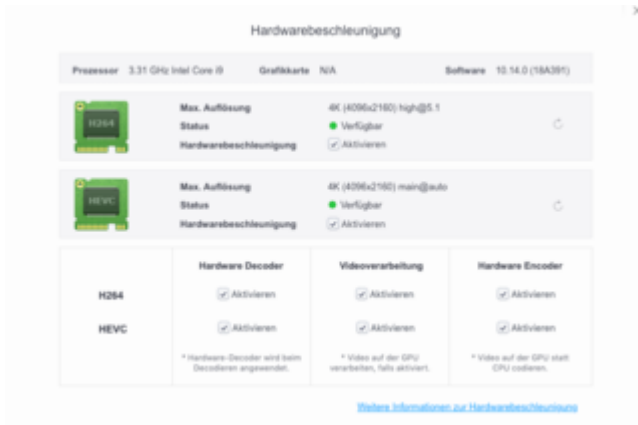 Hardwarebeschleunigung
Prozessor 3.31 GHz Intel Core i9 Grafikkarte N/A Software 10.14.0 (18A391)
H264
Max. Auflösung 4K (4096x2160) high@5.1
Status Verfügbar
Hardwarebeschleunigung Aktivieren
HEVC
Max. Auflösung 4K (4096x2160) main@auto
Status Verfügbar
Hardwarebeschleunigung Aktivieren
Hardware Decoder Videoverarbeitung Hardware Encoder
H264 Aktivieren Aktivieren Aktivieren
HEVC Aktivieren Aktivieren Aktivieren
* Hardware-Decoder wird beim * Video auf der GPU * Video auf der GPU statt
Decodieren angewendet. verarbeiten, falls aktiviert. CPU codieren.
Weitere Informationen zur Hardwarebeschleunigung